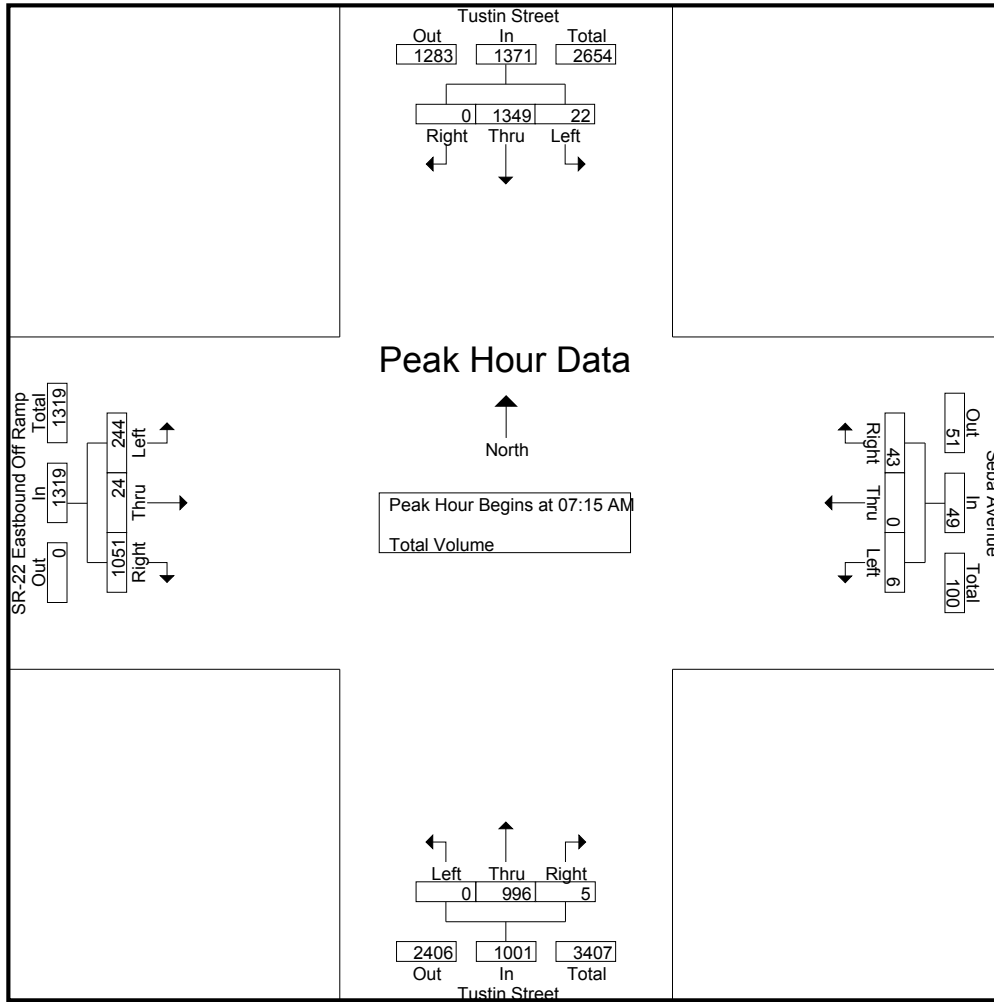 Tustin Street
Out In Total
1283 1371 2654
0 1349 22
Right Thru Left
Peak Hour Data
North
Peak Hour Begins at 07:15 AM
Total Volume
SR-22 Eastbound Off Ramp
Total In Out
1319 1319 0
244 24 1051
Left Thru Right
Seba Avenue
Out In Total
51 49 100
43 0 6
Right Thru Left
Left Thru Right
0 996 5
2406 1001 3407
Out In Total
Tustin Street